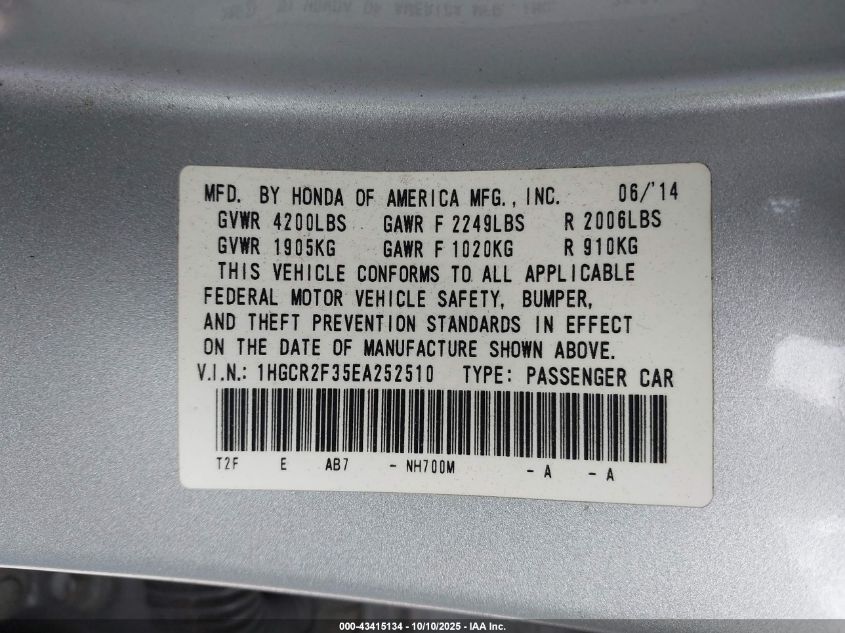 MFD. BY HONDA OF AMERICA MFG., INC. 06/'14
GVWR 4200LBS GAWR F 2249LBS R 2006LBS
GVWR 1905KG GAWR F 1020KG R 910KG
THIS VEHICLE CONFORMS TO ALL APPLICABLE
FEDERAL MOTOR VEHICLE SAFETY, BUMPER,
AND THEFT PREVENTION STANDARDS IN EFFECT
ON THE DATE OF MANUFACTURE SHOWN ABOVE.
V.I.N.: 1HGCR2F35EA252510 TYPE: PASSENGER CAR
T2F E AB7 - NH700M - A - A
000-43415134 - 10/10/2025 - IAA Inc.